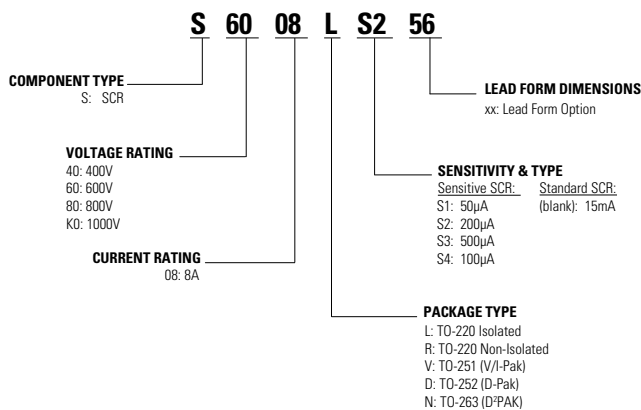 S 60 08 L S2 56
COMPONENT TYPE
S: SCR
VOLTAGE RATING
40: 400V
60: 600V
80: 800V
K0: 1000V
CURRENT RATING
08: 8A
LEAD FORM DIMENSIONS
xx: Lead Form Option
SENSITIVITY & TYPE
Sensitive SCR: Standard SCR:
S1: 50µA (blank): 15mA
S2: 200µA
S3: 500µA
S4: 100µA
PACKAGE TYPE
L: TO-220 Isolated
R: TO-220 Non-Isolated
V: TO-251 (V/I-Pak)
D: TO-252 (D-Pak)
N: TO-263 (D²PAK)